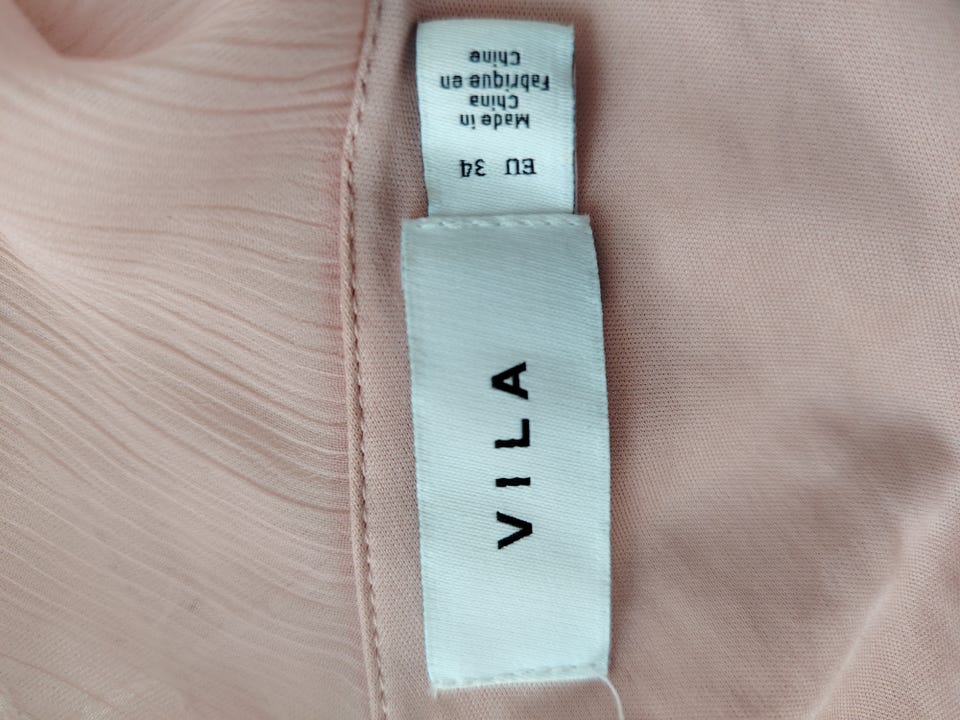 VILA
EU 34
Made in
China
Fabriqué en
Chine